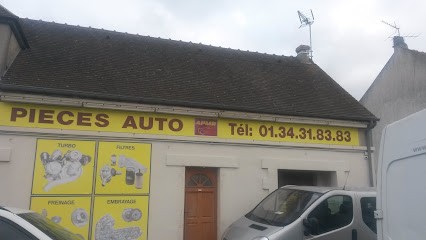 PIECES AUTO Tél: 01.34.31.83.83
TURBO FILTRES
FREINAGE EMBRAYAGE